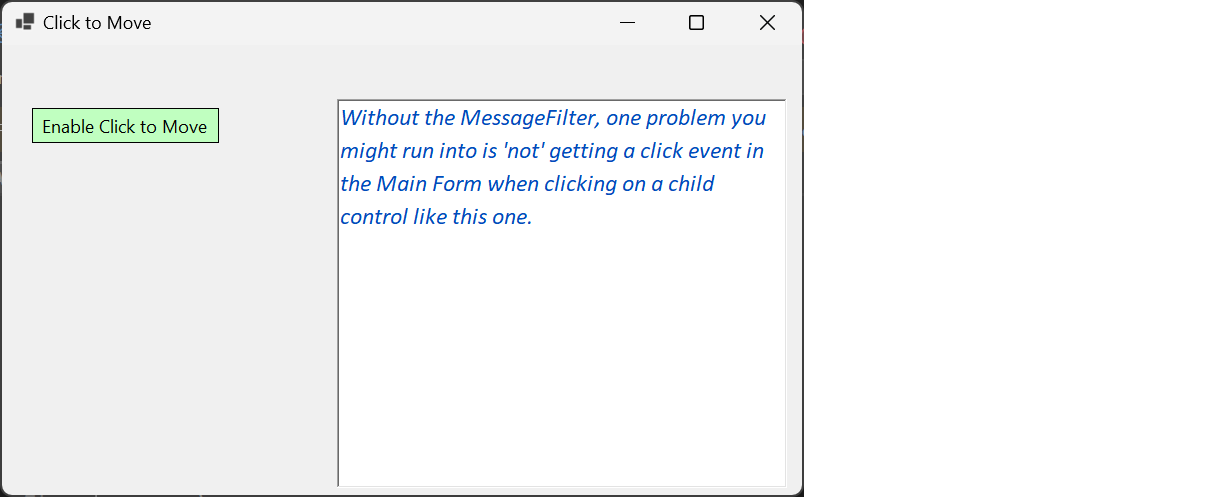 Click to Move
Enable Click to Move
Without the MessageFilter, one problem you
might run into is 'not' getting a click event in
the Main Form when clicking on a child
control like this one.